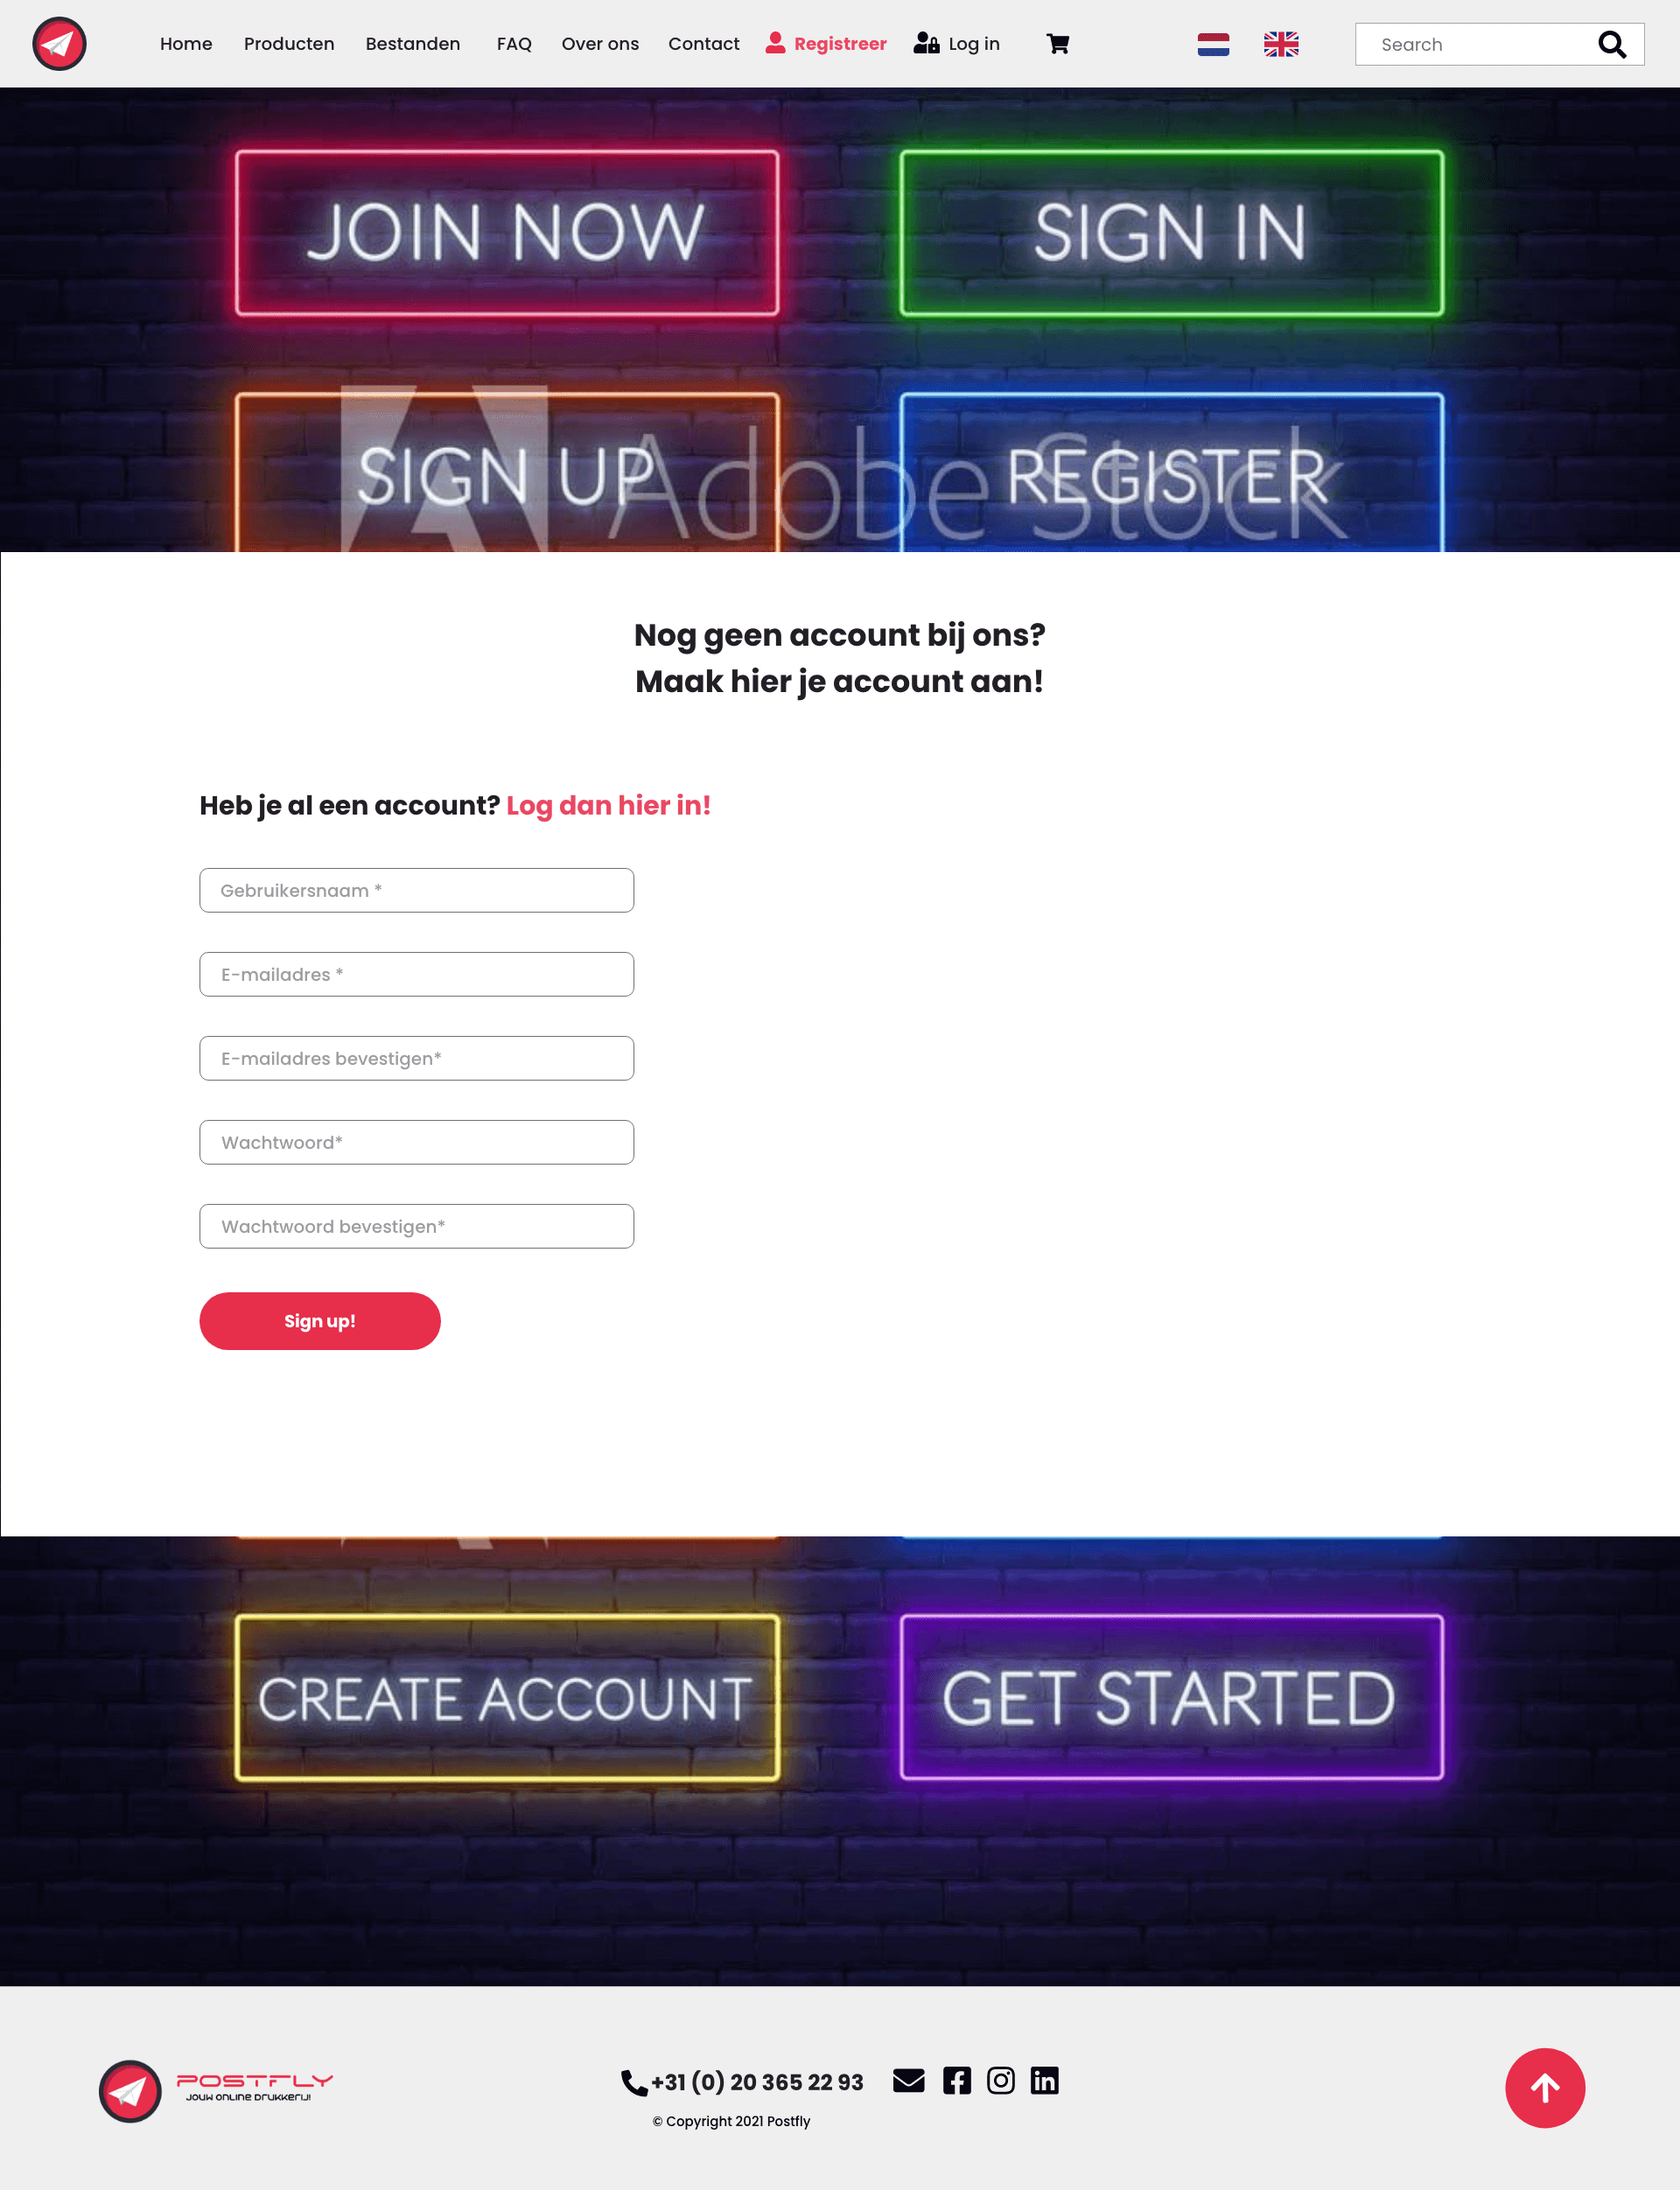 Home Producten Bestanden FAQ Over ons Contact Registreer Log in Search
JOIN NOW SIGN IN
SIGN UP REGISTER
Adobe Stock
Nog geen account bij ons?
Maak hier je account aan!
Heb je al een account? Log dan hier in!
Gebruikersnaam *
E-mailadres *
E-mailadres bevestigen*
Wachtwoord*
Wachtwoord bevestigen*
Sign up!
CREATE ACCOUNT GET STARTED
POSTFLY
JOUW ONLINE DRUKKERIJ!
+31 (0) 20 365 22 93
© Copyright 2021 Postfly